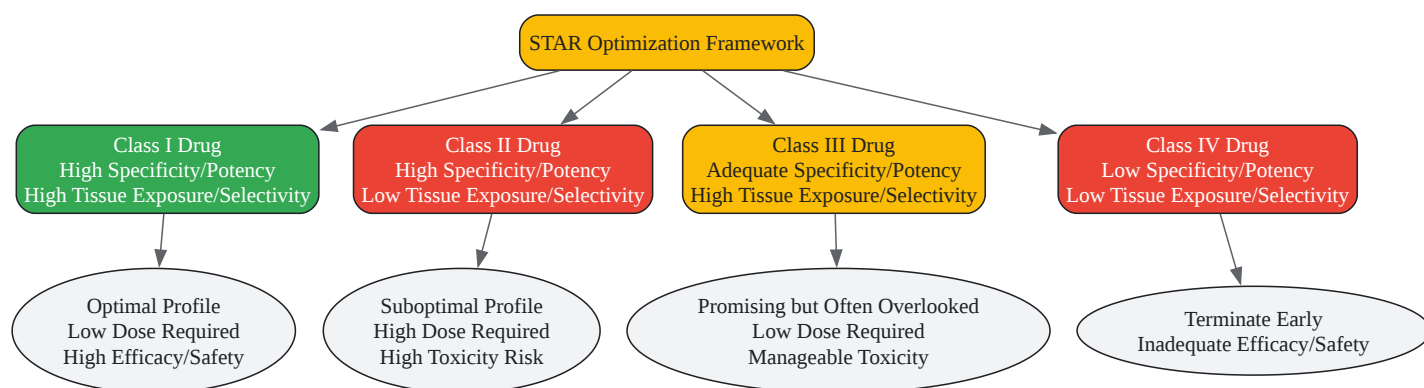 STAR Optimization Framework
Class I Drug
High Specificity/Potency
High Tissue Exposure/Selectivity
Class II Drug
High Specificity/Potency
Low Tissue Exposure/Selectivity
Class III Drug
Adequate Specificity/Potency
High Tissue Exposure/Selectivity
Class IV Drug
Low Specificity/Potency
Low Tissue Exposure/Selectivity
Optimal Profile
Low Dose Required
High Efficacy/Safety
Suboptimal Profile
High Dose Required
High Toxicity Risk
Promising but Often Overlooked
Low Dose Required
Manageable Toxicity
Terminate Early
Inadequate Efficacy/Safety